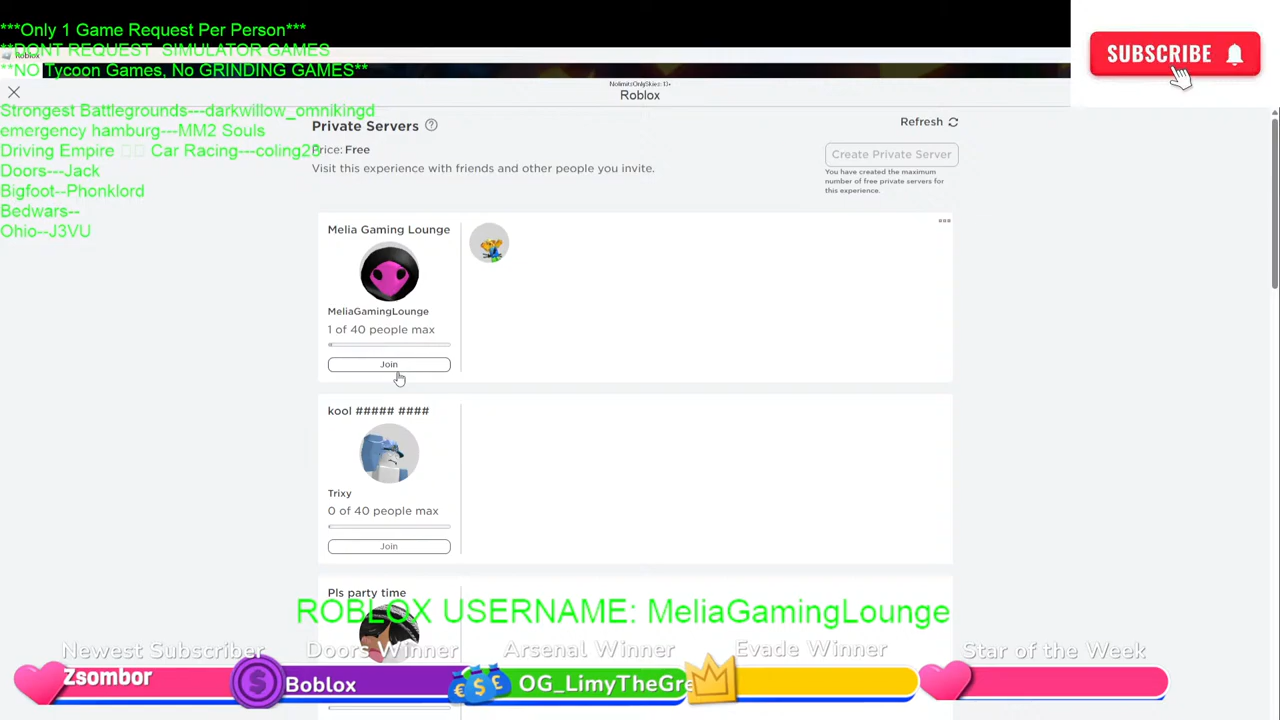 ***Only 1 Game Request Per Person***
**DONT REQUEST SIMULATOR GAMES
Roblox
**NO Tycoon Games, No GRINDING GAMES**
SUBSCRIBE
Roblox
Strongest Battlegrounds---darkwillow_omnikingd
emergency hamburg---MM2 Souls
Driving Empire Car Racing---coling26
Doors---Jack
Bigfoot--Phonklord
Bedwars--
Ohio--J3VU
Private Servers
Refresh
Price: Free
Visit this experience with friends and other people you invite.
Create Private Server
You have created the maximum
number of free private servers for
this experience.
Melia Gaming Lounge
MeliaGamingLounge
1 of 40 people max
Join
kool ##### ####
Trixy
0 of 40 people max
Join
Pls party time
ROBLOX USERNAME: MeliaGamingLounge
Newest Subscriber
Zsombor
Doors Winner
Boblox
Arsenal Winner
OG_LimyTheGre
Evade Winner
Star of the Week